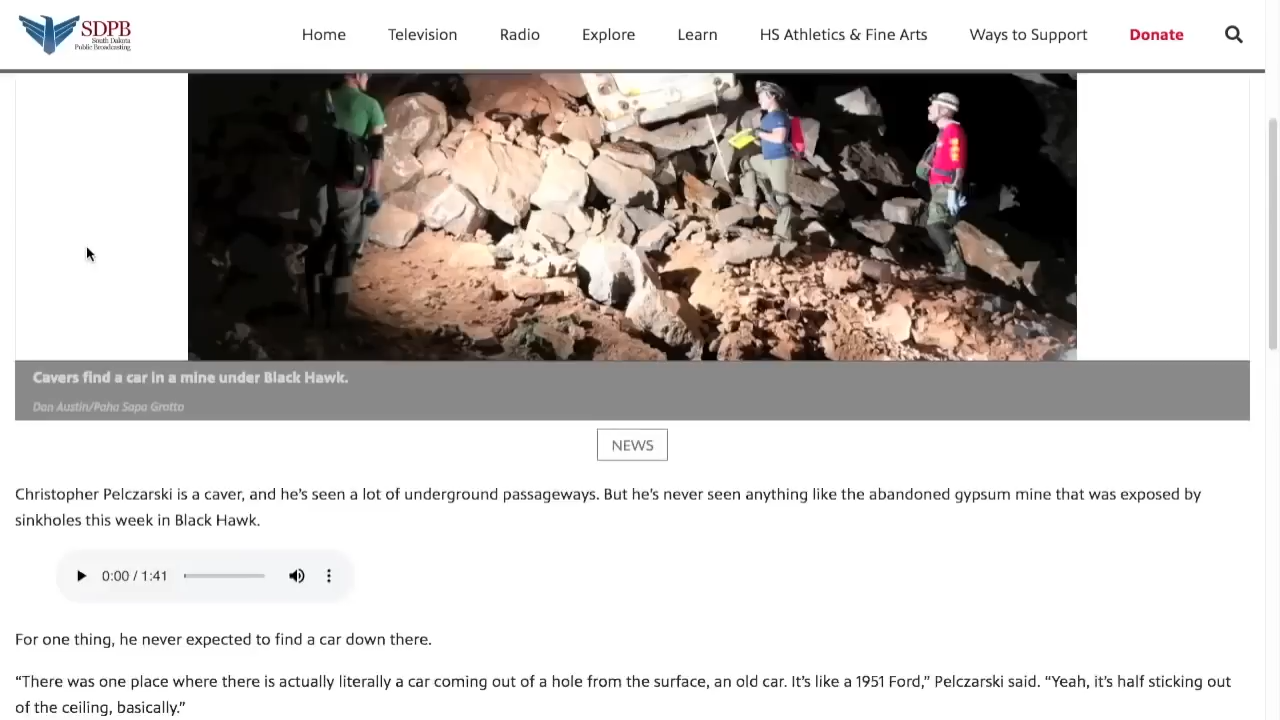 SDPB
South Dakota
Public Broadcasting
Home Television Radio Explore Learn HS Athletics & Fine Arts Ways to Support Donate
Cavers find a car in a mine under Black Hawk.
Dan Austin/Paha Sapa Grotto
NEWS
Christopher Pelczarski is a caver, and he’s seen a lot of underground passageways. But he’s never seen anything like the abandoned gypsum mine that was exposed by
sinkholes this week in Black Hawk.
0:00 / 1:41
For one thing, he never expected to find a car down there.
“There was one place where there is actually literally a car coming out of a hole from the surface, an old car. It’s like a 1951 Ford,” Pelczarski said. “Yeah, it’s half sticking out
of the ceiling, basically.”